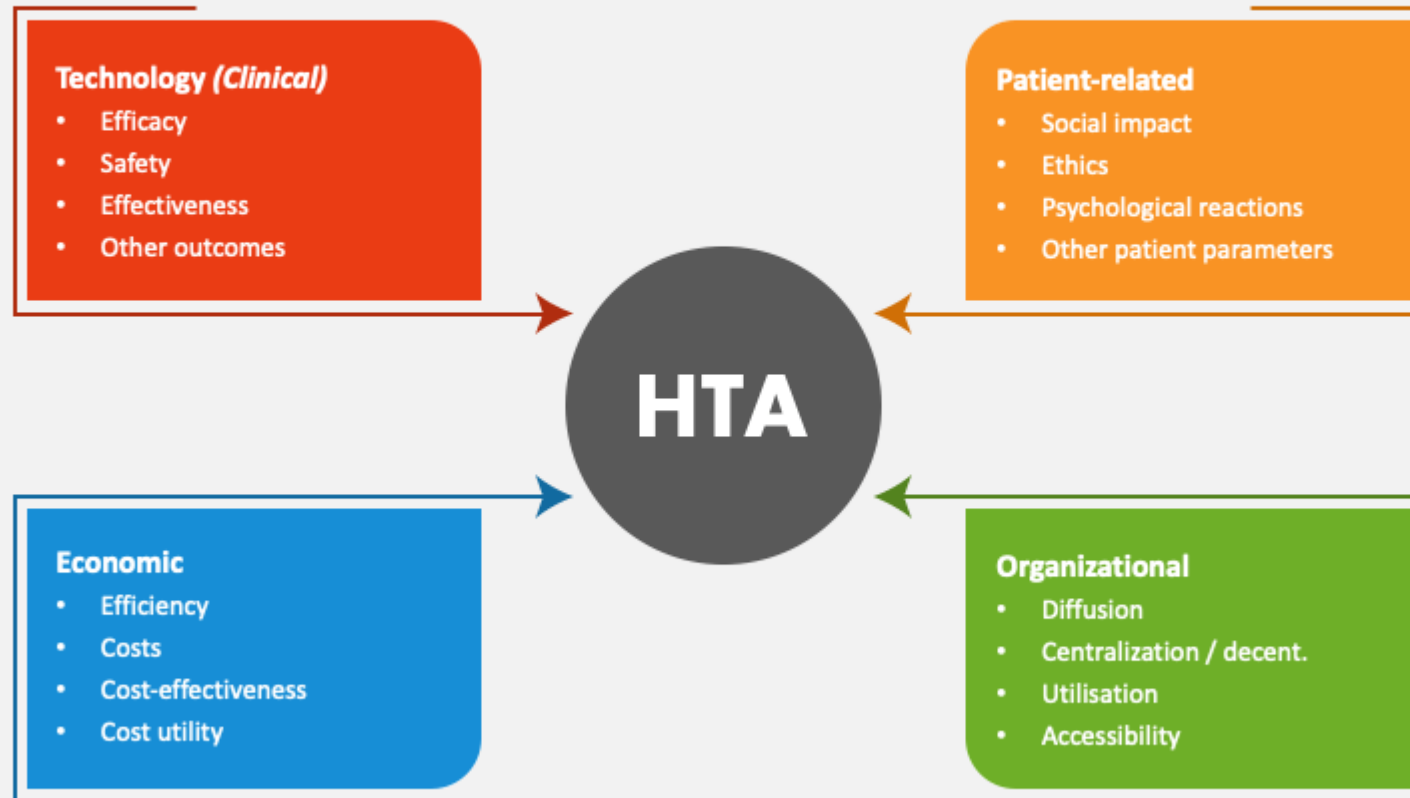 Technology (Clinical)
• Efficacy
• Safety
• Effectiveness
• Other outcomes
Patient-related
• Social impact
• Ethics
• Psychological reactions
• Other patient parameters
HTA
Economic
• Efficiency
• Costs
• Cost-effectiveness
• Cost utility
Organizational
• Diffusion
• Centralization / decent.
• Utilisation
• Accessibility